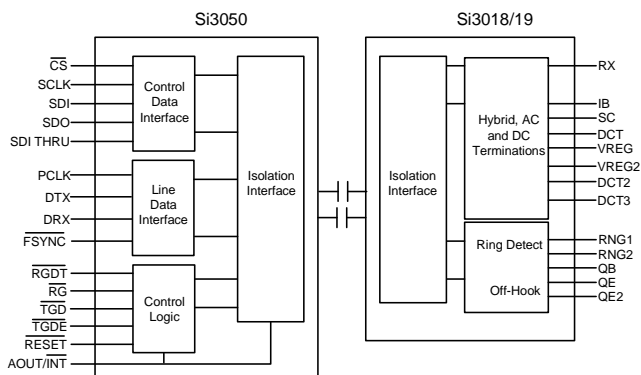 Si3050
Si3018/19
CS
SCLK
SDI
SDO
SDI THRU
PCLK
DTX
DRX
FSYNC
RGDT
RG
TGD
TGDE
RESET
AOUT/INT
Control
Data
Interface
Line
Data
Interface
Control
Logic
Isolation
Interface
Isolation
Interface
Hybrid, AC
and DC
Terminations
Ring Detect
Off-Hook
RX
IB
SC
DCT
VREG
VREG2
DCT2
DCT3
RNG1
RNG2
QB
QE
QE2